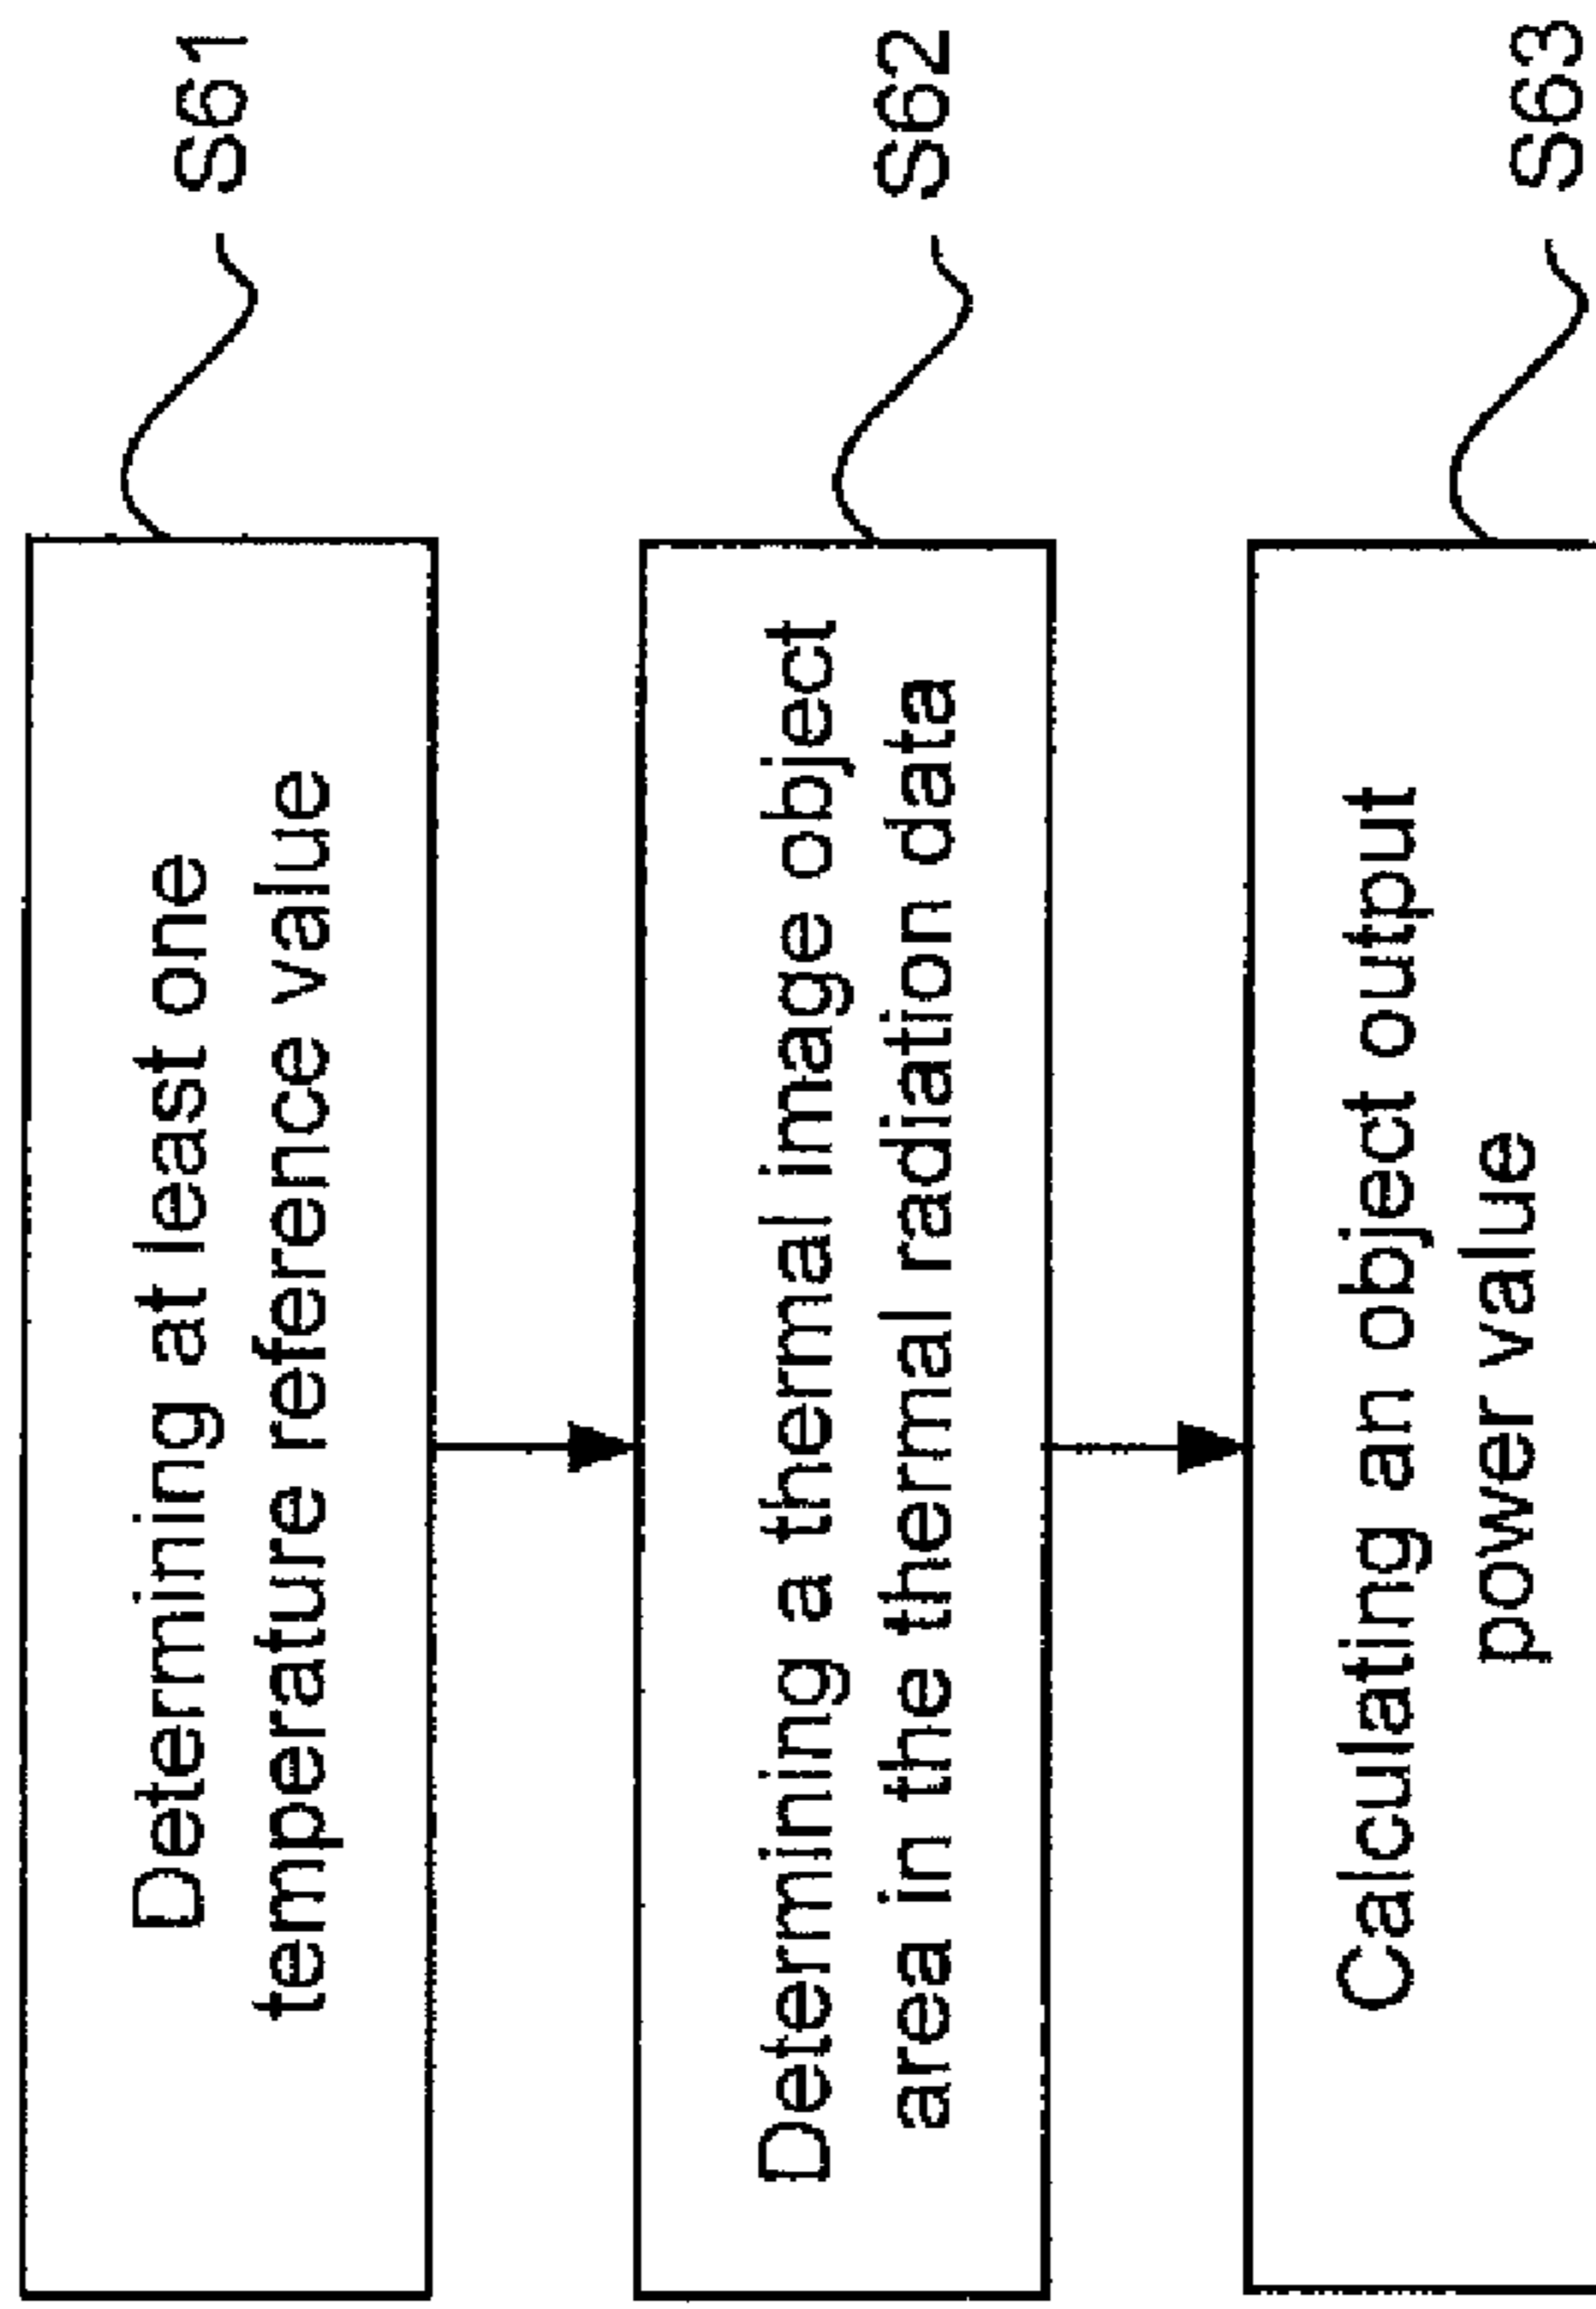 Determining at least one
temperature reference value
S61
Determining a thermal image object
area in the thermal radiation data
S62
Calculating an object output
power value
S63